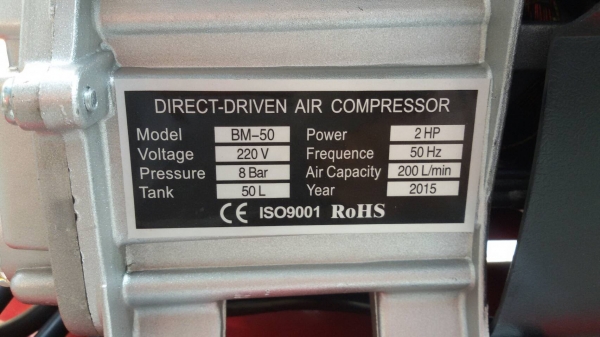 DIRECT-DRIVEN AIR COMPRESSOR
Model BM-50 Power 2 HP
Voltage 220 V Frequence 50 Hz
Pressure 8 Bar Air Capacity 200 L/min
Tank 50 L Year 2015
CE ISO9001 RoHS